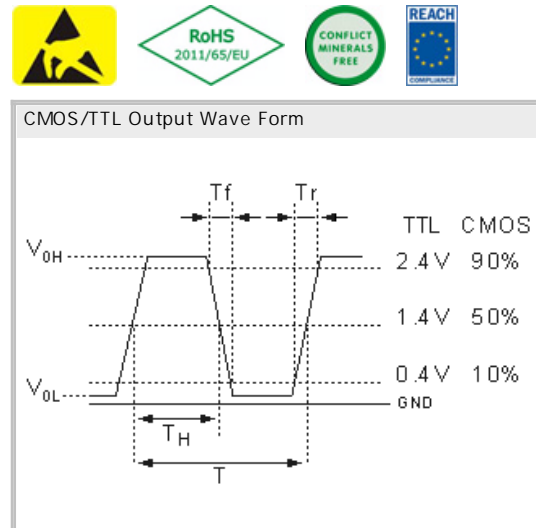 RoHS
2011/65/EU
CONFLICT
MINERALS
FREE
REACH
COMPLIANCE
CMOS/TTL Output Wave Form
Tf Tr
TTL CMOS
V0H 2.4V 90%
1.4V 50%
0.4V 10%
V0L GND
TH
T